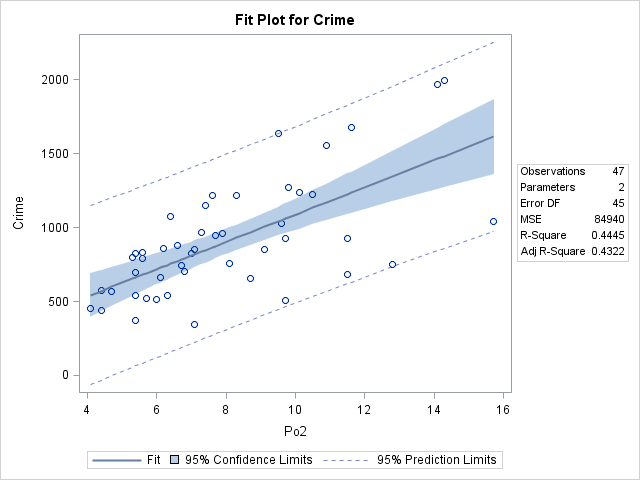 Fit Plot for Crime
2000
1500
1000
500
0
Crime
4 6 8 10 12 14 16
Po2
Observations 47
Parameters 2
Error DF 45
MSE 84940
R-Square 0.4445
Adj R-Square 0.4322
Fit 95% Confidence Limits 95% Prediction Limits